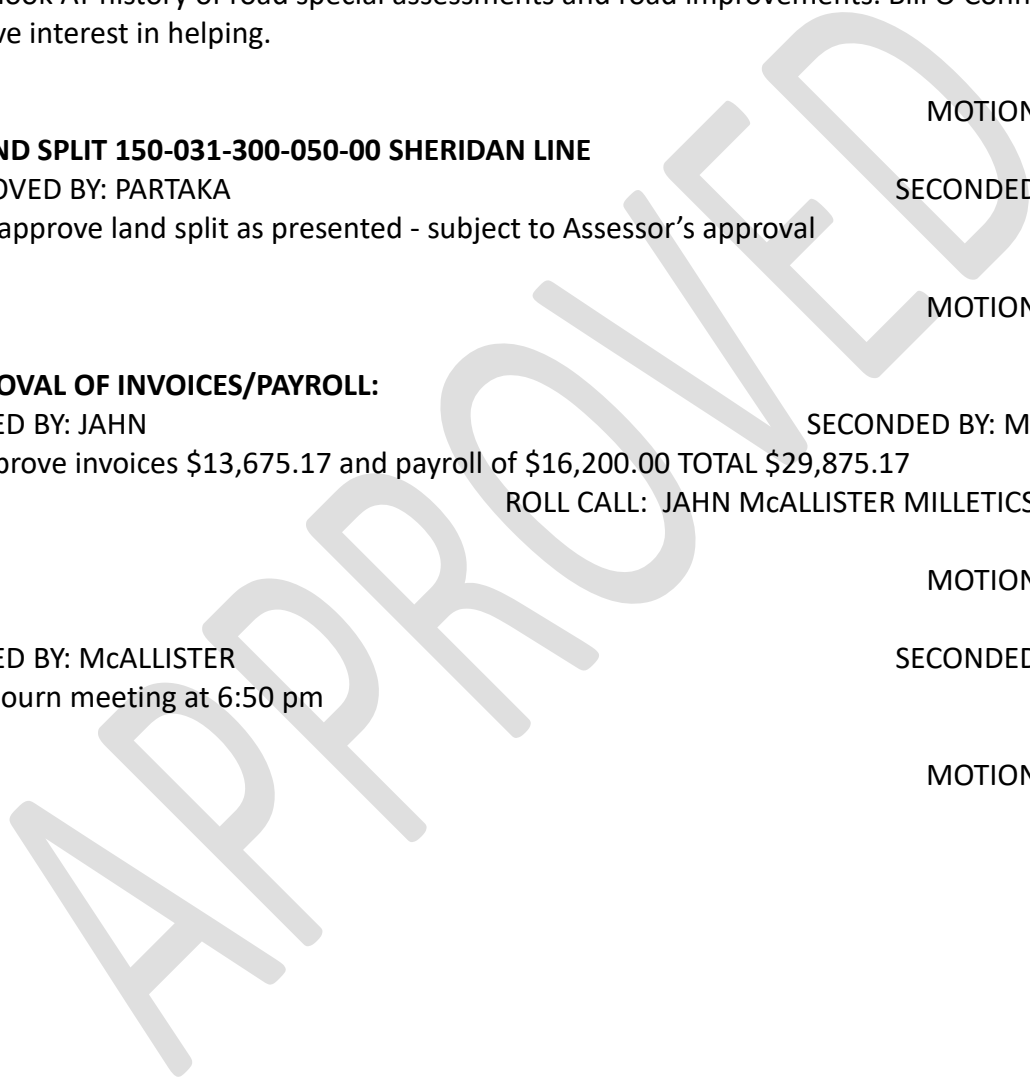 history of road special assessments and road improvements. Bill O
ve interest in helping.
MOTION
ND SPLIT 150-031-300-050-00 SHERIDAN LINE
OVED BY: PARTAKA SECONDED
approve land split as presented - subject to Assessor's approval
MOTION
OVAL OF INVOICES/PAYROLL:
ED BY: JAHN SECONDED BY: M
prove invoices $13,675.17 and payroll of $16,200.00 TOTAL $29,875.17
ROLL CALL: JAHN McALLISTER MILLETICS
MOTION
ED BY: McALLISTER SECONDED
ourn meeting at 6:50 pm
MOTION
APPROVED